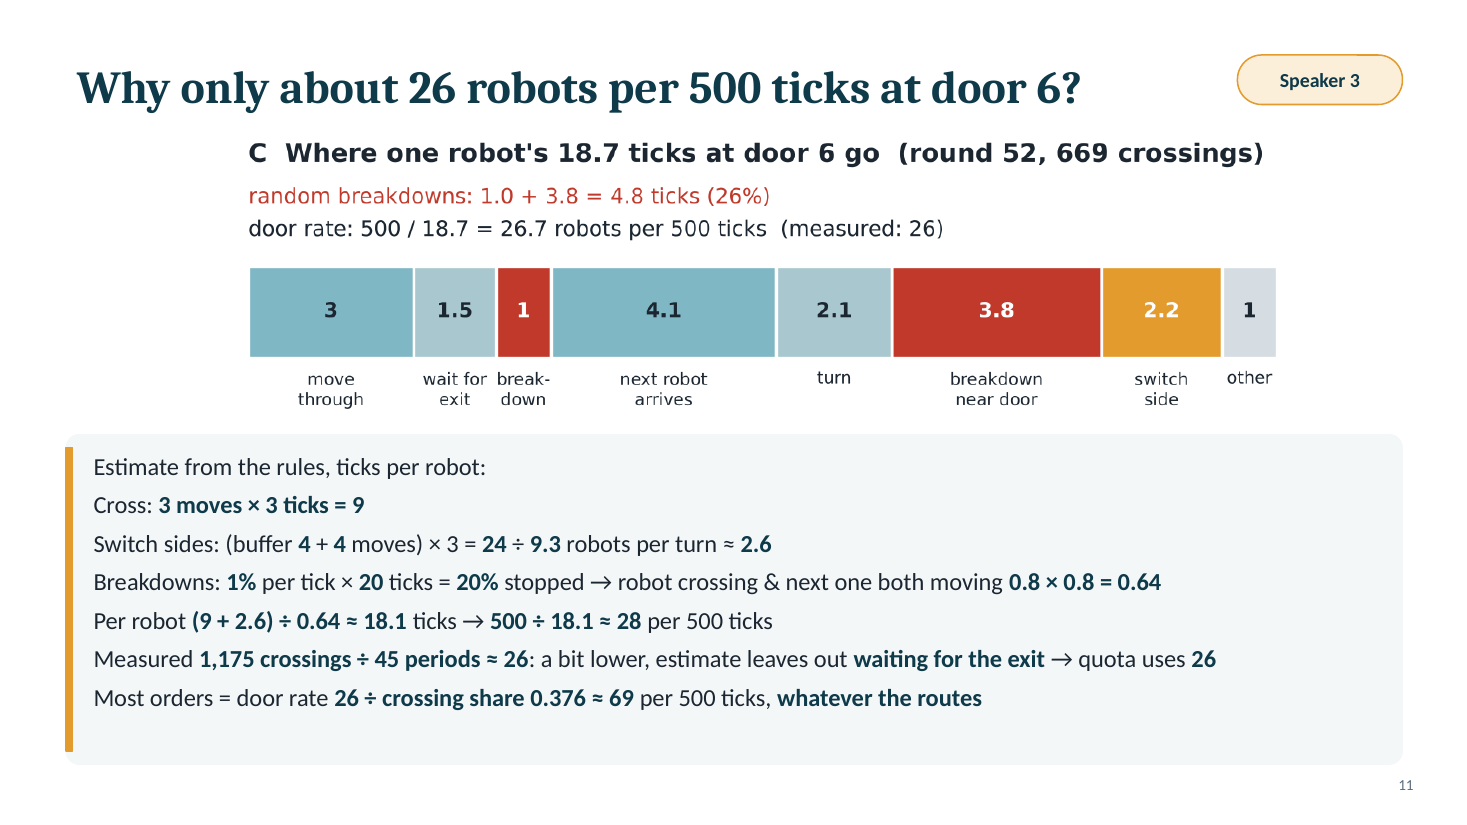 Why only about 26 robots per 500 ticks at door 6?
Speaker 3
C Where one robot's 18.7 ticks at door 6 go (round 52, 669 crossings)
random breakdowns: 1.0 + 3.8 = 4.8 ticks (26%)
door rate: 500 / 18.7 = 26.7 robots per 500 ticks (measured: 26)
3 1.5 1 4.1 2.1 3.8 2.2 1
move wait for break- next robot turn breakdown switch other
through exit down arrives near door side
Estimate from the rules, ticks per robot:
Cross: 3 moves × 3 ticks = 9
Switch sides: (buffer 4 + 4 moves) × 3 = 24 ÷ 9.3 robots per turn ≈ 2.6
Breakdowns: 1% per tick × 20 ticks = 20% stopped → robot crossing & next one both moving 0.8 × 0.8 = 0.64
Per robot (9 + 2.6) ÷ 0.64 ≈ 18.1 ticks → 500 ÷ 18.1 ≈ 28 per 500 ticks
Measured 1,175 crossings ÷ 45 periods ≈ 26: a bit lower, estimate leaves out waiting for the exit → quota uses 26
Most orders = door rate 26 ÷ crossing share 0.376 ≈ 69 per 500 ticks, whatever the routes
11